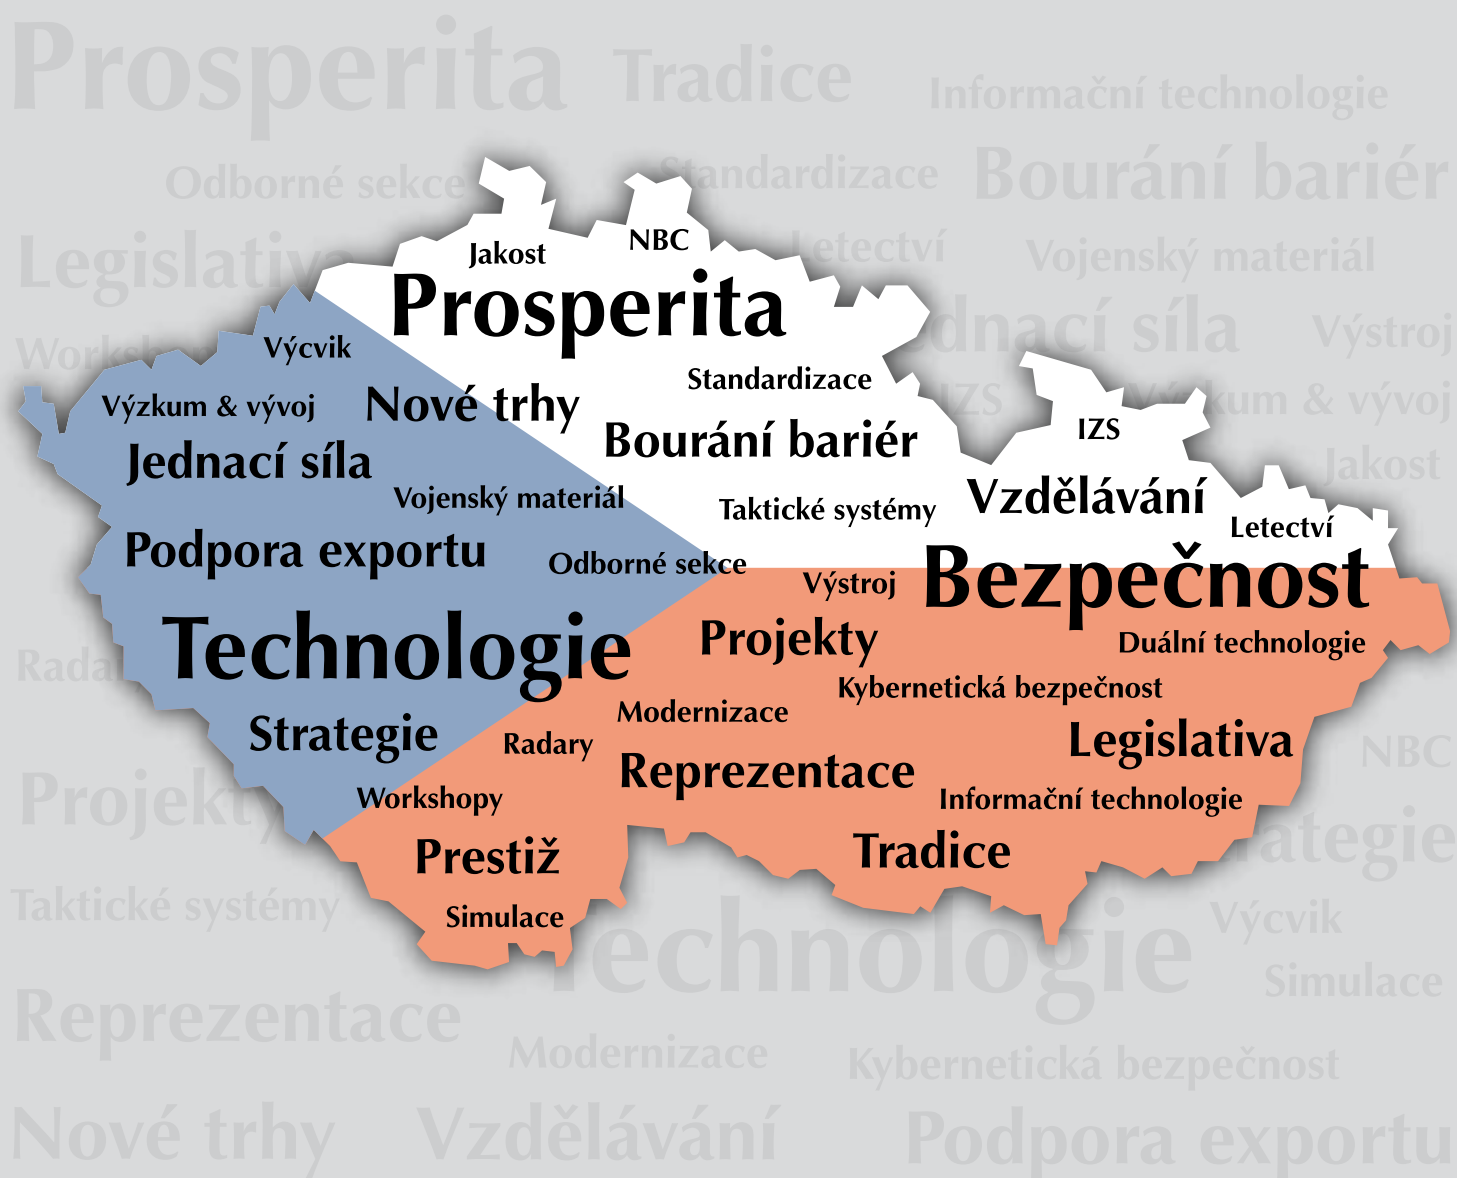 Prosperita
Tradice
Informační technologie
Odborné sekce
Standardizace
Bourání bariér
Legislativa
Letectví
Vojenský materiál
Jednací síla
Výstroj
Workshopy
IZS
Výzkum & vývoj
Jakost
Jakost
NBC
Prosperita
Výcvik
Standardizace
Výzkum & vývoj
Nové trhy
Bourání bariér
IZS
Jednací síla
Vojenský materiál
Taktické systémy
Vzdělávání
Letectví
Podpora exportu
Odborné sekce
Výstroj
Bezpečnost
Technologie
Projekty
Duální technologie
Kybernetická bezpečnost
Modernizace
Strategie
Radary
Legislativa
Reprezentace
Workshopy
Informační technologie
Prestiž
Tradice
Simulace
Radary
NBC
Projekty
Strategie
Taktické systémy
Technologie
Výcvik
Simulace
Reprezentace
Modernizace
Kybernetická bezpečnost
Nové trhy
Vzdělávání
Podpora exportu